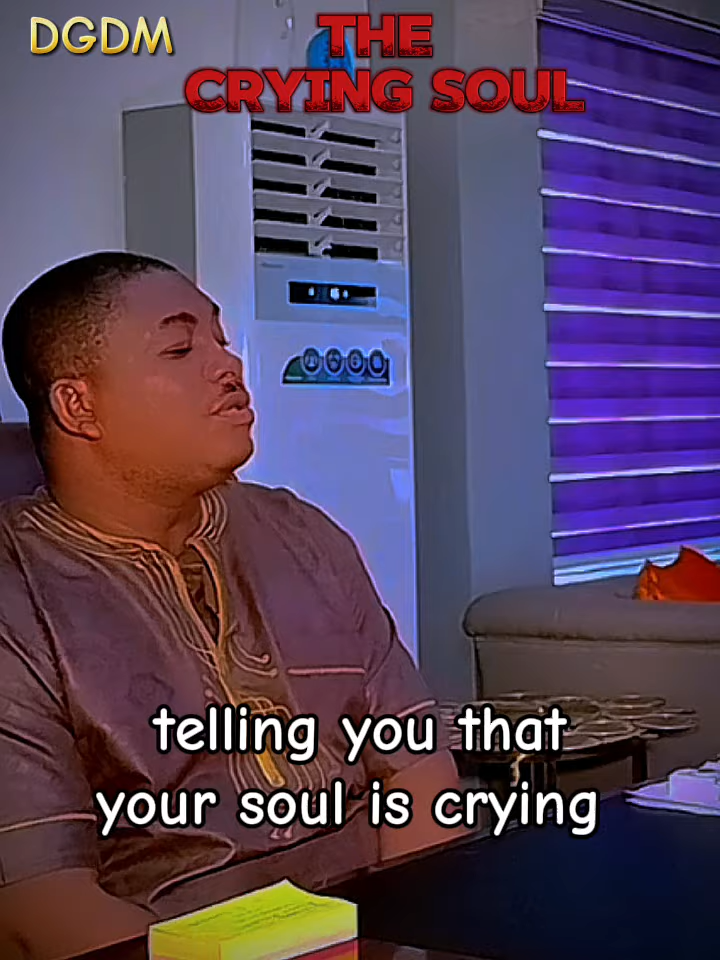 DGDM
THE
CRYING SOUL
telling you that
your soul is crying